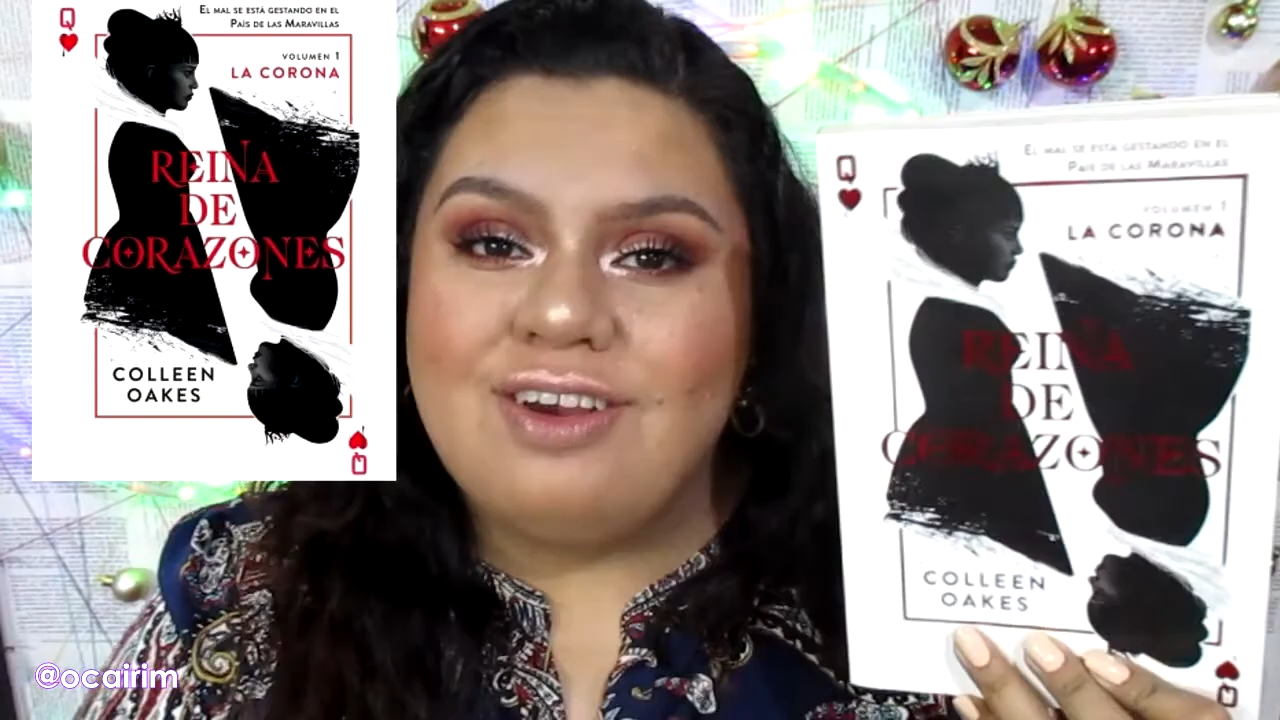 Q
EL MAL SE ESTÁ GESTANDO EN EL
PAÍS DE LAS MARAVILLAS
VOLUMEN 1
LA CORONA
REINA
DE
CORAZONES
COLLEEN
OAKES
Q
Q
EL MAL SE ESTÁ GESTANDO EN EL
PAÍS DE LAS MARAVILLAS
VOLUMEN 1
LA CORONA
REINA
DE
CORAZONES
COLLEEN
OAKES
Q
@ocairim